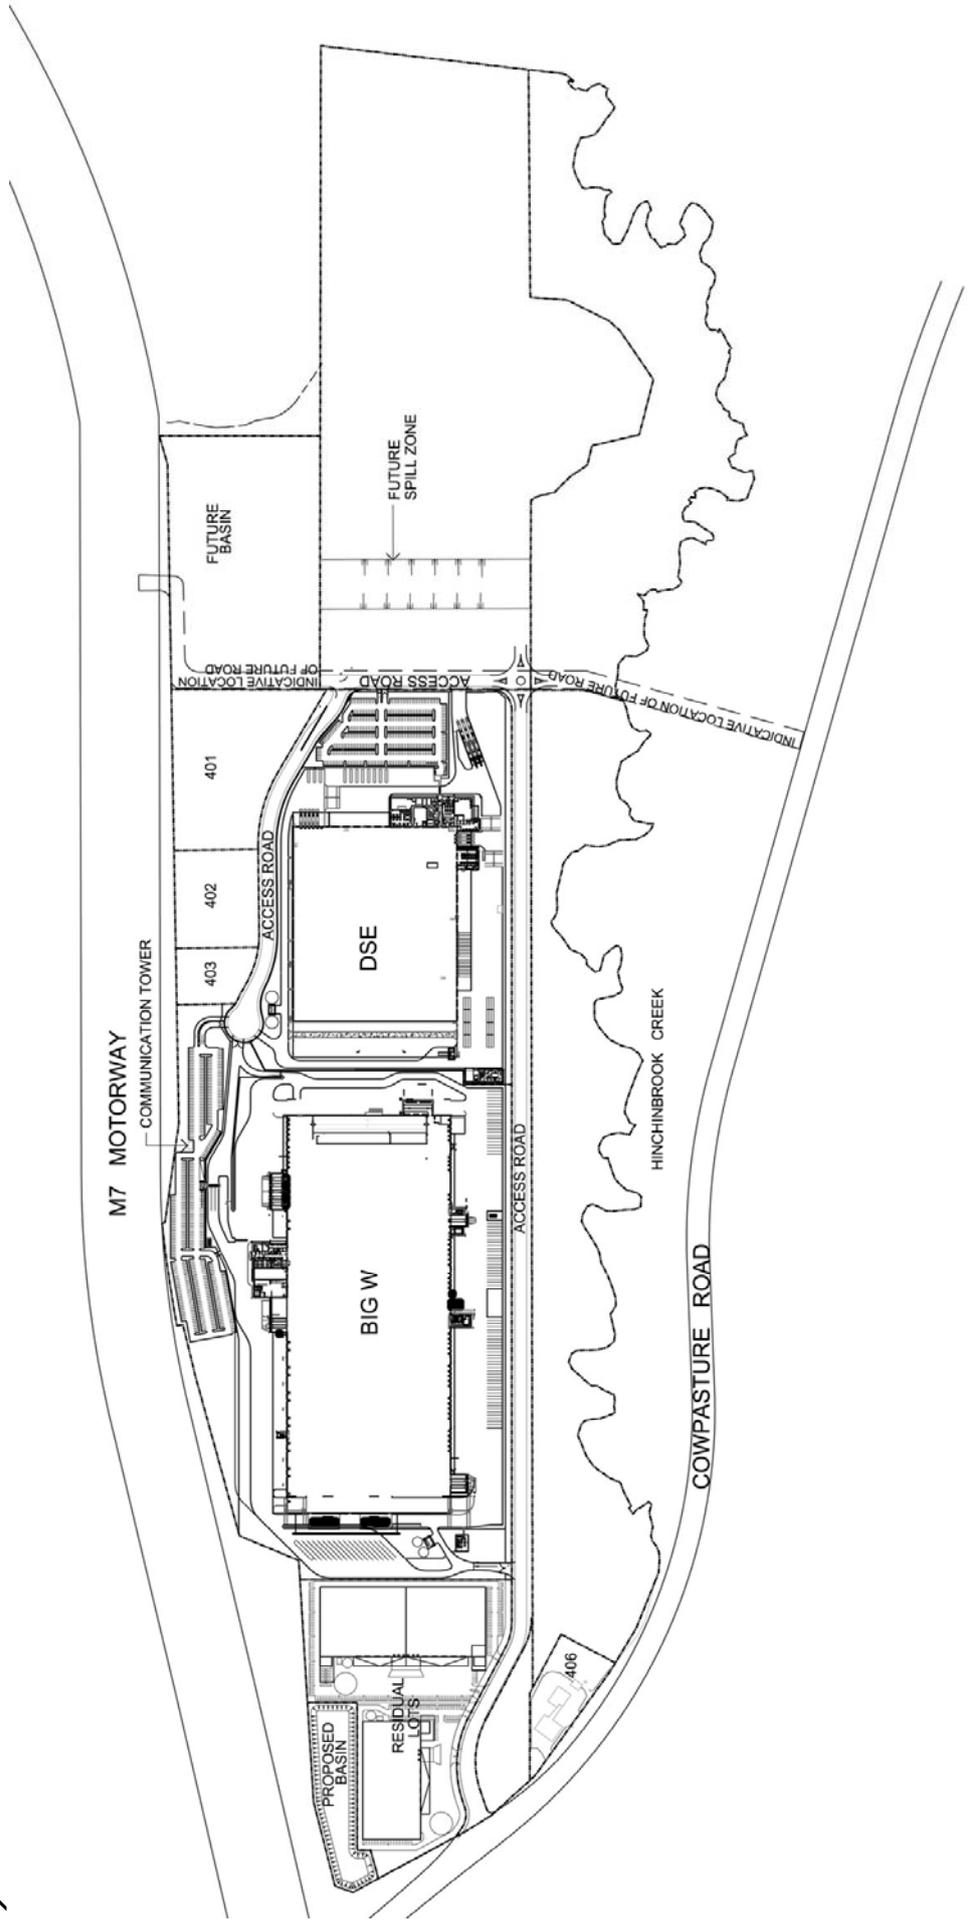 FUTURE
SPILL ZONE
FUTURE
BASIN
INDICATIVE LOCATION
OF FUTURE ROAD
ACCESS ROAD
INDICATIVE LOCATION OF FUTURE ROAD
401
402
403
ACCESS ROAD
DSE
M7 MOTORWAY
COMMUNICATION TOWER
HINCHINBROOK CREEK
ACCESS ROAD
BIG W
COWPASTURE ROAD
406
RESIDUAL
LOTS
PROPOSED
BASIN